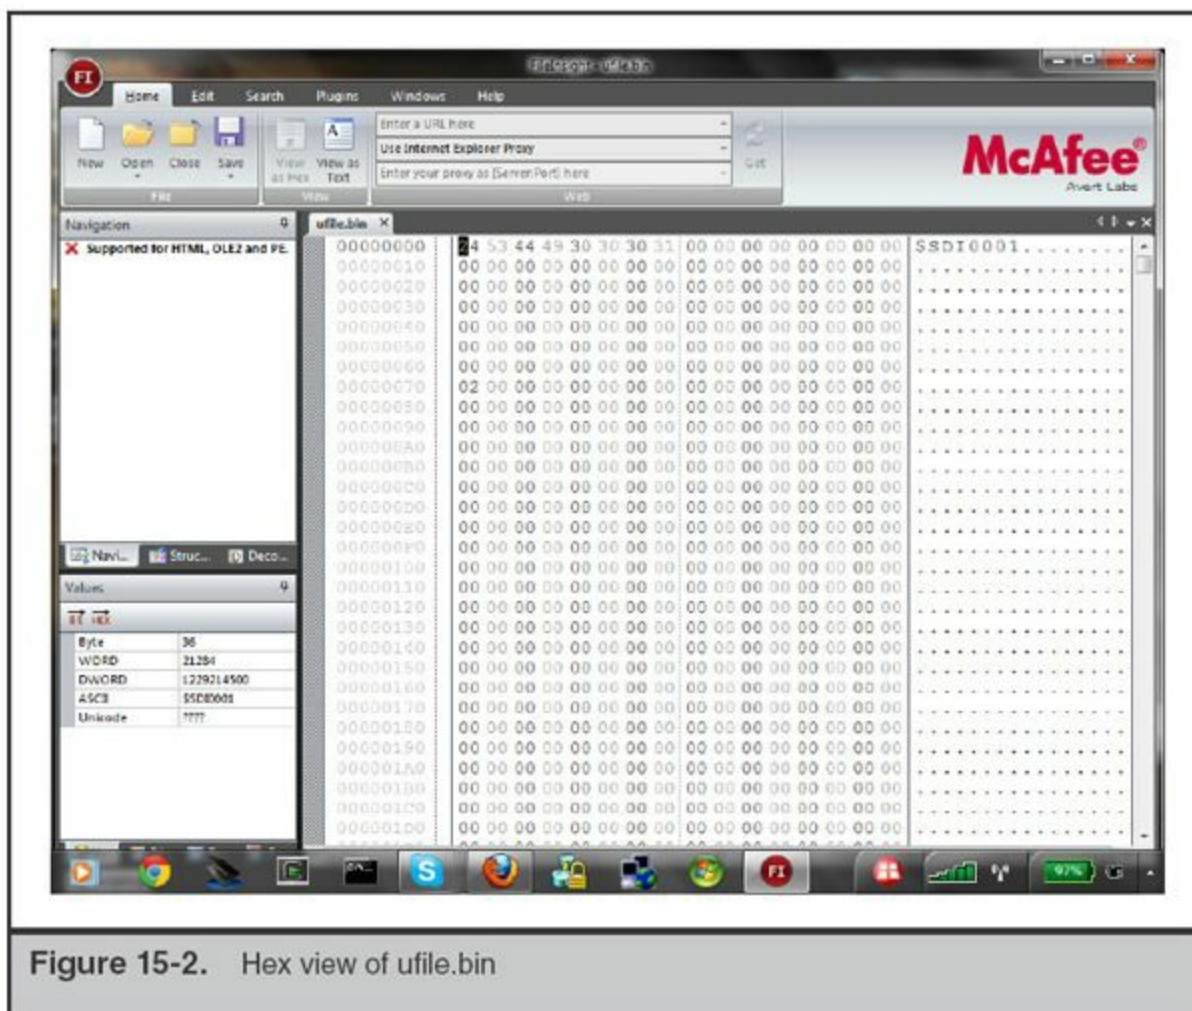 FileInsight - ufile.bin
FI
Home Edit Search Plugins Windows Help
New Open Close Save
View as Hex View as Text
Enter a URL here
Use Internet Explorer Proxy
Enter your proxy as [Server:Port] here
Get
File View Web
McAfee®
Avert Labs
Navigation
Supported for HTML, OLE2 and PE.
ufile.bin
00000000 24 53 44 49 30 30 30 31 00 00 00 00 00 00 00 00 $SDI0001........
00000010 00 00 00 00 00 00 00 00 00 00 00 00 00 00 00 00 ................
00000020 00 00 00 00 00 00 00 00 00 00 00 00 00 00 00 00 ................
00000030 00 00 00 00 00 00 00 00 00 00 00 00 00 00 00 00 ................
00000040 00 00 00 00 00 00 00 00 00 00 00 00 00 00 00 00 ................
00000050 00 00 00 00 00 00 00 00 00 00 00 00 00 00 00 00 ................
00000060 00 00 00 00 00 00 00 00 00 00 00 00 00 00 00 00 ................
00000070 02 00 00 00 00 00 00 00 00 00 00 00 00 00 00 00 ................
00000080 00 00 00 00 00 00 00 00 00 00 00 00 00 00 00 00 ................
00000090 00 00 00 00 00 00 00 00 00 00 00 00 00 00 00 00 ................
000000A0 00 00 00 00 00 00 00 00 00 00 00 00 00 00 00 00 ................
000000B0 00 00 00 00 00 00 00 00 00 00 00 00 00 00 00 00 ................
000000C0 00 00 00 00 00 00 00 00 00 00 00 00 00 00 00 00 ................
000000D0 00 00 00 00 00 00 00 00 00 00 00 00 00 00 00 00 ................
000000E0 00 00 00 00 00 00 00 00 00 00 00 00 00 00 00 00 ................
000000F0 00 00 00 00 00 00 00 00 00 00 00 00 00 00 00 00 ................
00000100 00 00 00 00 00 00 00 00 00 00 00 00 00 00 00 00 ................
00000110 00 00 00 00 00 00 00 00 00 00 00 00 00 00 00 00 ................
00000120 00 00 00 00 00 00 00 00 00 00 00 00 00 00 00 00 ................
00000130 00 00 00 00 00 00 00 00 00 00 00 00 00 00 00 00 ................
00000140 00 00 00 00 00 00 00 00 00 00 00 00 00 00 00 00 ................
00000150 00 00 00 00 00 00 00 00 00 00 00 00 00 00 00 00 ................
00000160 00 00 00 00 00 00 00 00 00 00 00 00 00 00 00 00 ................
00000170 00 00 00 00 00 00 00 00 00 00 00 00 00 00 00 00 ................
00000180 00 00 00 00 00 00 00 00 00 00 00 00 00 00 00 00 ................
00000190 00 00 00 00 00 00 00 00 00 00 00 00 00 00 00 00 ................
000001A0 00 00 00 00 00 00 00 00 00 00 00 00 00 00 00 00 ................
000001B0 00 00 00 00 00 00 00 00 00 00 00 00 00 00 00 00 ................
000001C0 00 00 00 00 00 00 00 00 00 00 00 00 00 00 00 00 ................
000001D0 00 00 00 00 00 00 00 00 00 00 00 00 00 00 00 00 ................
Navi... Struc... Deco...
Values
Byte 36
WORD 21284
DWORD 1229214500
ASCII $SDI0001
Unicode ????
S
FI
97%
Figure 15-2. Hex view of ufile.bin